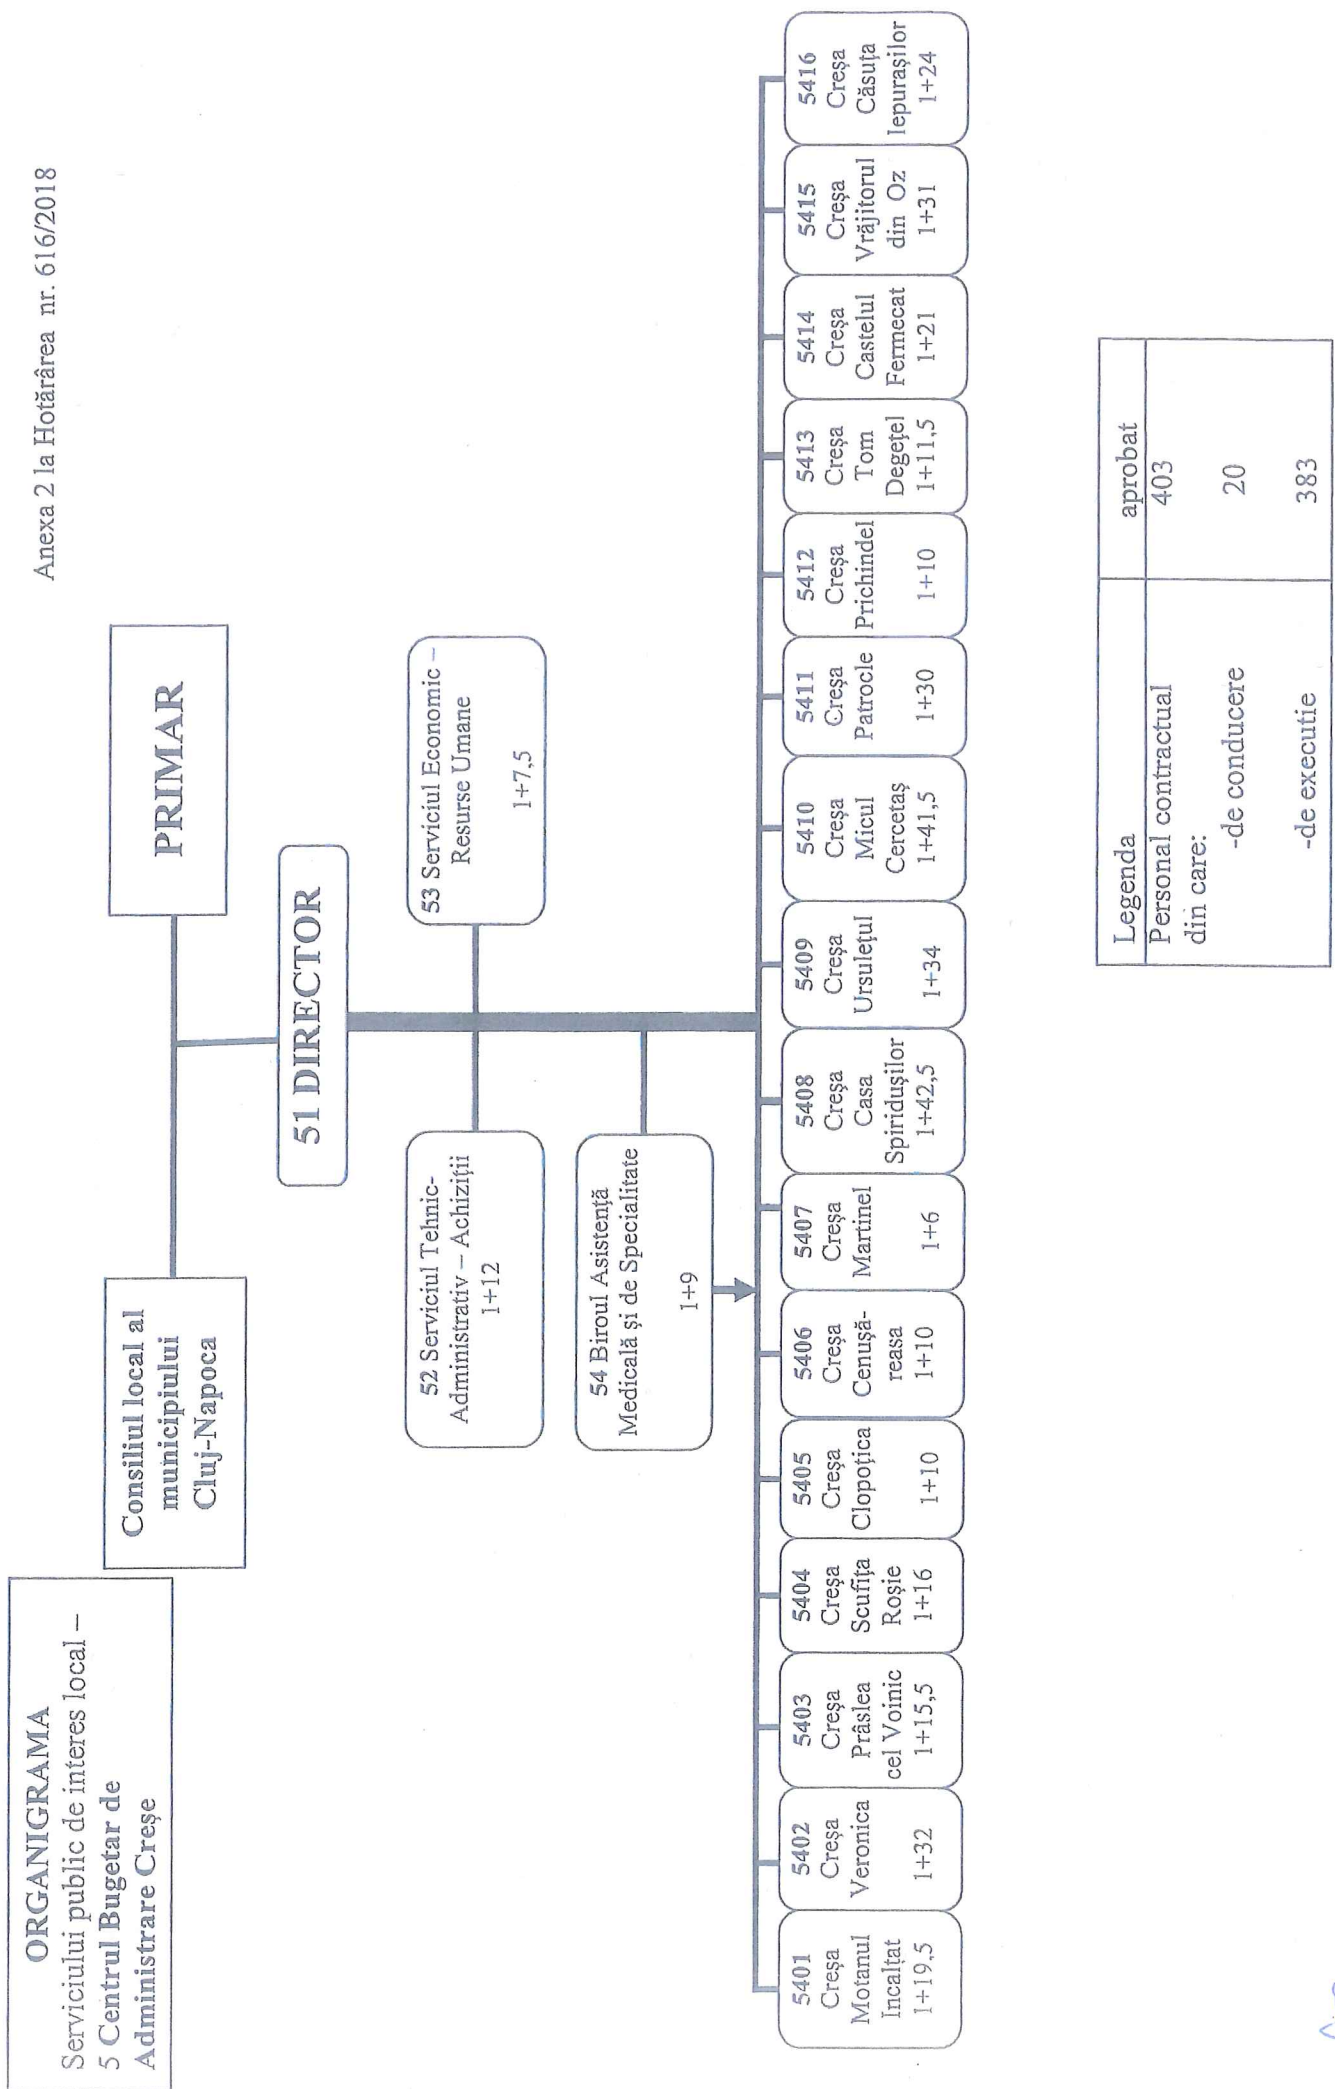 Anexa 2 la Hotărârea nr. 616/2018
ORGANIGRAMA
Serviciului public de interes local –
5 Centrul Bugetar de
Administrare Creșe
Consiliul local al
municipiului
Cluj-Napoca
PRIMAR
51 DIRECTOR
52 Serviciul Tehnic-
Administrativ – Achiziții
1+12
53 Serviciul Economic –
Resurse Umane
1+7,5
54 Biroul Asistență
Medicală și de Specialitate
1+9
5401
Creșa
Motanul
Incalțat
1+19,5
5402
Creșa
Veronica
1+32
5403
Creșa
Prâslea
cel Voinic
1+15,5
5404
Creșa
Scufița
Roșie
1+16
5405
Creșa
Clopoțica
1+10
5406
Creșa
Cenușă-
reasa
1+10
5407
Creșa
Martinel
1+6
5408
Creșa
Casa
Spiridușilor
1+42,5
5409
Creșa
Ursulețul
1+34
5410
Creșa
Micul
Cercetaș
1+41,5
5411
Creșa
Patrocle
1+30
5412
Creșa
Prichindel
1+10
5413
Creșa
Tom
Degețel
1+11,5
5414
Creșa
Castelul
Fermecat
1+21
5415
Creșa
Vrăjitorul
din Oz
1+31
5416
Creșa
Căsuța
Iepurașilor
1+24
Legenda aprobat
Personal contractual 403
din care:
-de conducere 20
-de executie 383